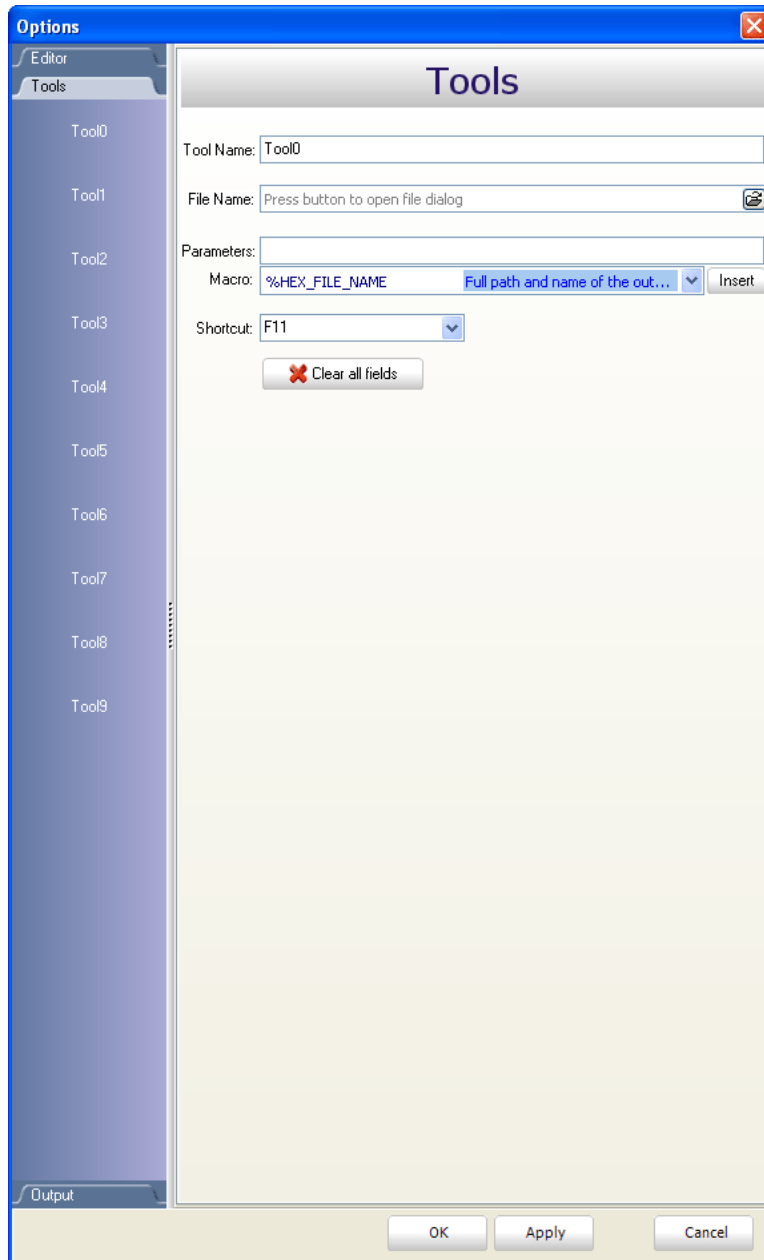 Options
Editor
Tools
Tool0
Tool1
Tool2
Tool3
Tool4
Tool5
Tool6
Tool7
Tool8
Tool9
Output
Tools
Tool Name: Tool0
File Name: Press button to open file dialog
Parameters:
Macro: %HEX_FILE_NAME Full path and name of the out... Insert
Shortcut: F11
Clear all fields
OK Apply Cancel